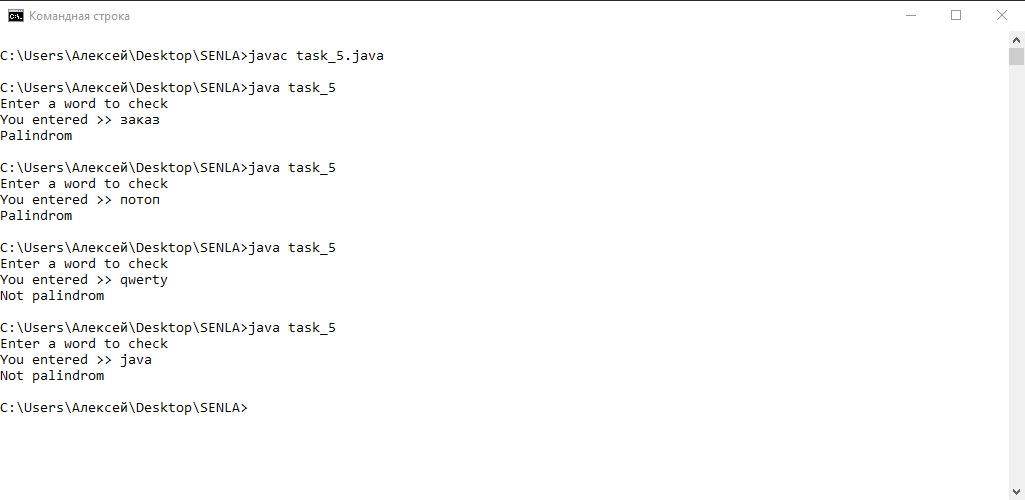 Командная строка
C:\Users\Алексей\Desktop\SENLA>javac task_5.java
C:\Users\Алексей\Desktop\SENLA>java task_5
Enter a word to check
You entered >> заказ
Palindrom
C:\Users\Алексей\Desktop\SENLA>java task_5
Enter a word to check
You entered >> потоп
Palindrom
C:\Users\Алексей\Desktop\SENLA>java task_5
Enter a word to check
You entered >> qwerty
Not palindrom
C:\Users\Алексей\Desktop\SENLA>java task_5
Enter a word to check
You entered >> java
Not palindrom
C:\Users\Алексей\Desktop\SENLA>